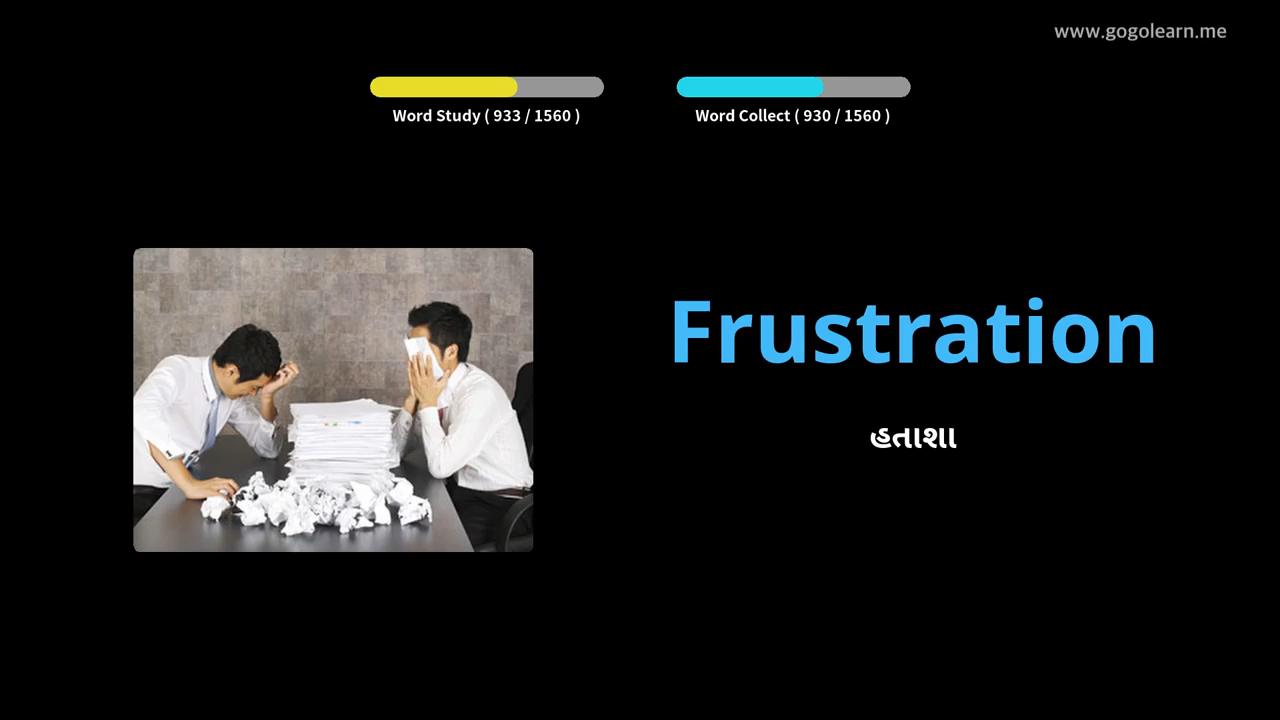 www.gogolearn.me
Word Study ( 933 / 1560 )
Word Collect ( 930 / 1560 )
Frustration
હતાશા